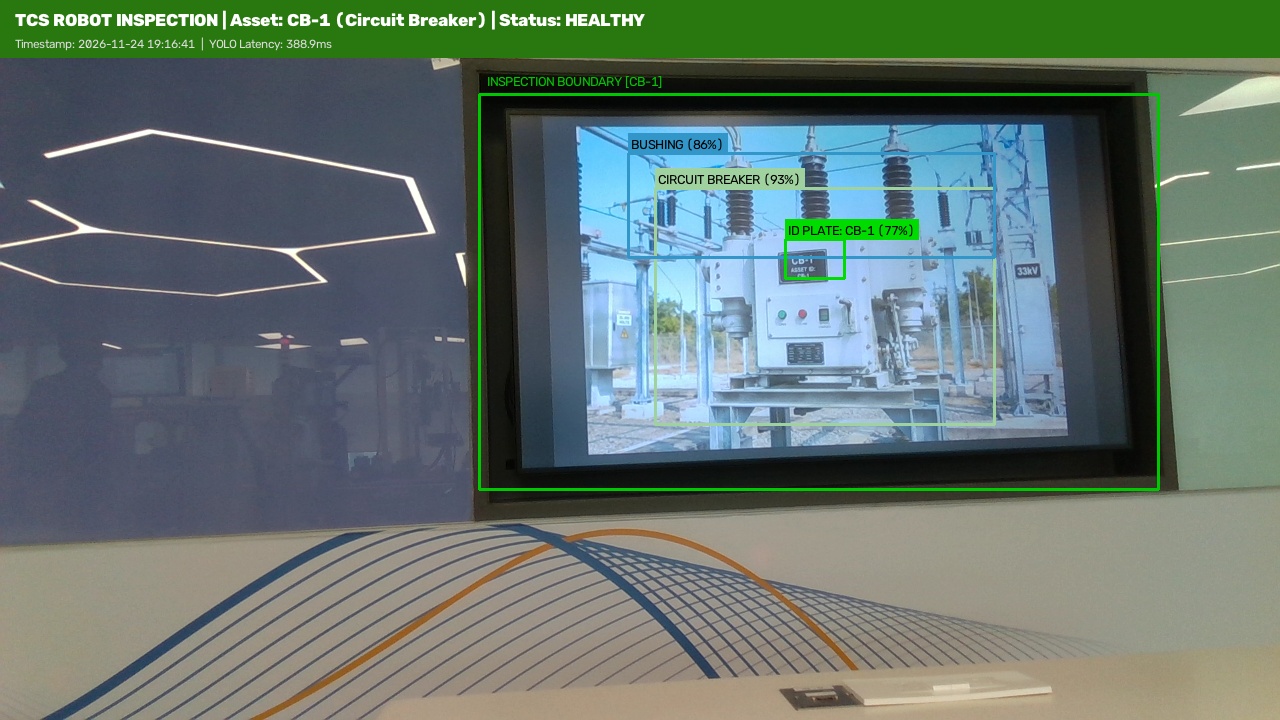 TCS ROBOT INSPECTION | Asset: CB-1 (Circuit Breaker) | Status: HEALTHY
Timestamp: 2026-11-24 19:16:41 | YOLO Latency: 388.9ms
INSPECTION BOUNDARY [CB-1]
BUSHING (86%)
CIRCUIT BREAKER (93%)
ID PLATE: CB-1 (77%)
CB-1
ASSET ID:
CB-1
33kV